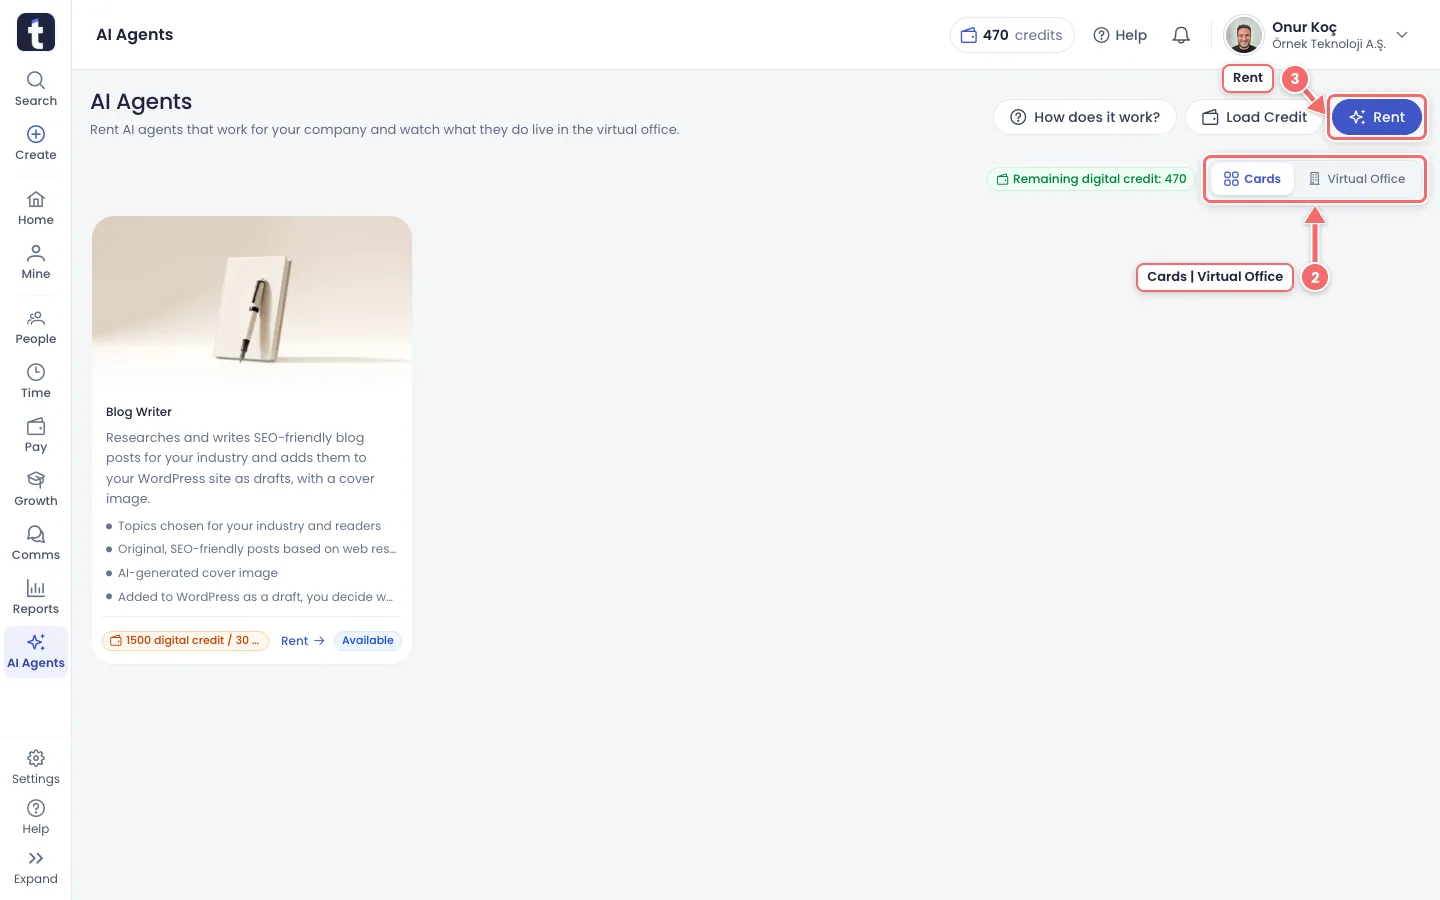 t
AI Agents
470 credits
Help
Onur Koç
Örnek Teknoloji A.Ş.
Search
Create
Home
Mine
People
Time
Pay
Growth
Comms
Reports
AI Agents
Settings
Help
Expand
AI Agents
Rent AI agents that work for your company and watch what they do live in the virtual office.
Rent
3
How does it work?
Load Credit
Rent
Remaining digital credit: 470
Cards
Virtual Office
Cards | Virtual Office
2
Blog Writer
Researches and writes SEO-friendly blog
posts for your industry and adds them to
your WordPress site as drafts, with a cover
image.
Topics chosen for your industry and readers
Original, SEO-friendly posts based on web res...
AI-generated cover image
Added to WordPress as a draft, you decide w...
1500 digital credit / 30 ...
Rent →
Available